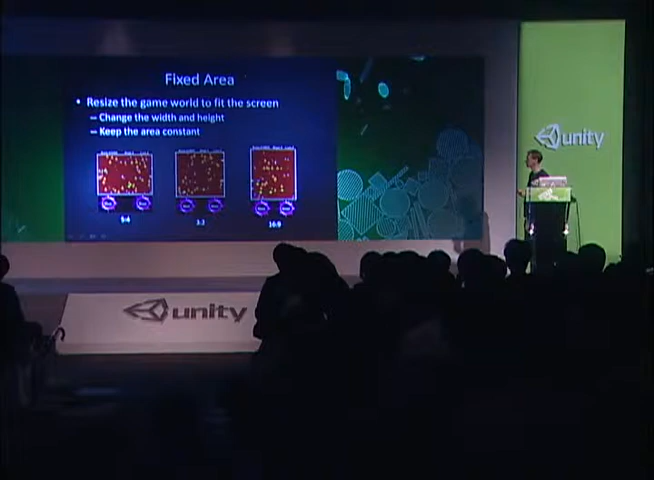 Fixed Area
• Resize the game world to fit the screen
– Change the width and height
– Keep the area constant
5:4
3:2
16:9
unity
unity